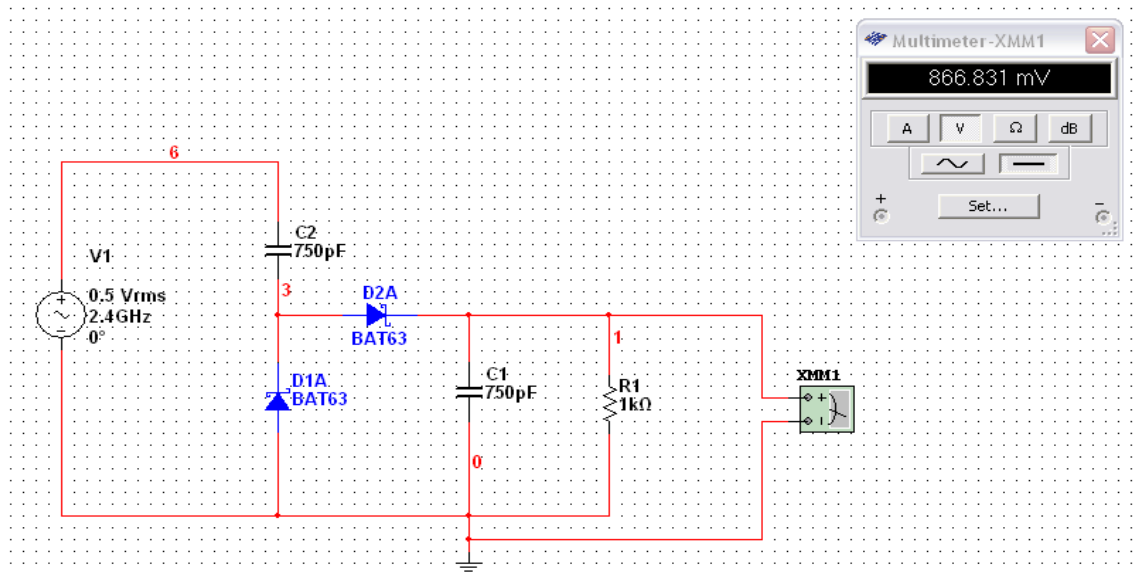 Multimeter-XMM1
866.831 mV
A
V
Ω
dB
+
Set...
−
6
C2
750pF
V1
0.5 Vrms
2.4GHz
0°
3
D2A
BAT63
1
D1A
BAT63
C1
750pF
R1
1kΩ
XMM1
0